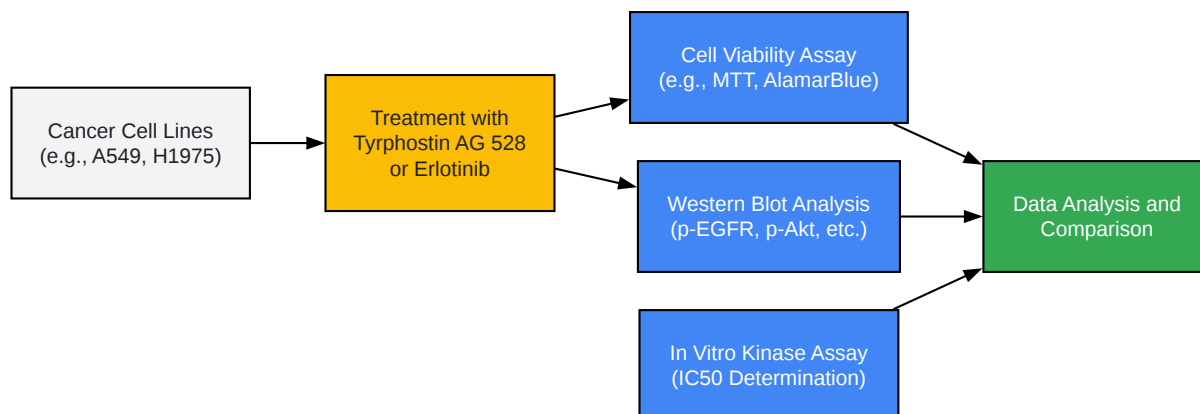 Cancer Cell Lines
(e.g., A549, H1975)
Treatment with
Tyrphostin AG 528
or Erlotinib
Cell Viability Assay
(e.g., MTT, AlamarBlue)
Western Blot Analysis
(p-EGFR, p-Akt, etc.)
In Vitro Kinase Assay
(IC50 Determination)
Data Analysis and
Comparison